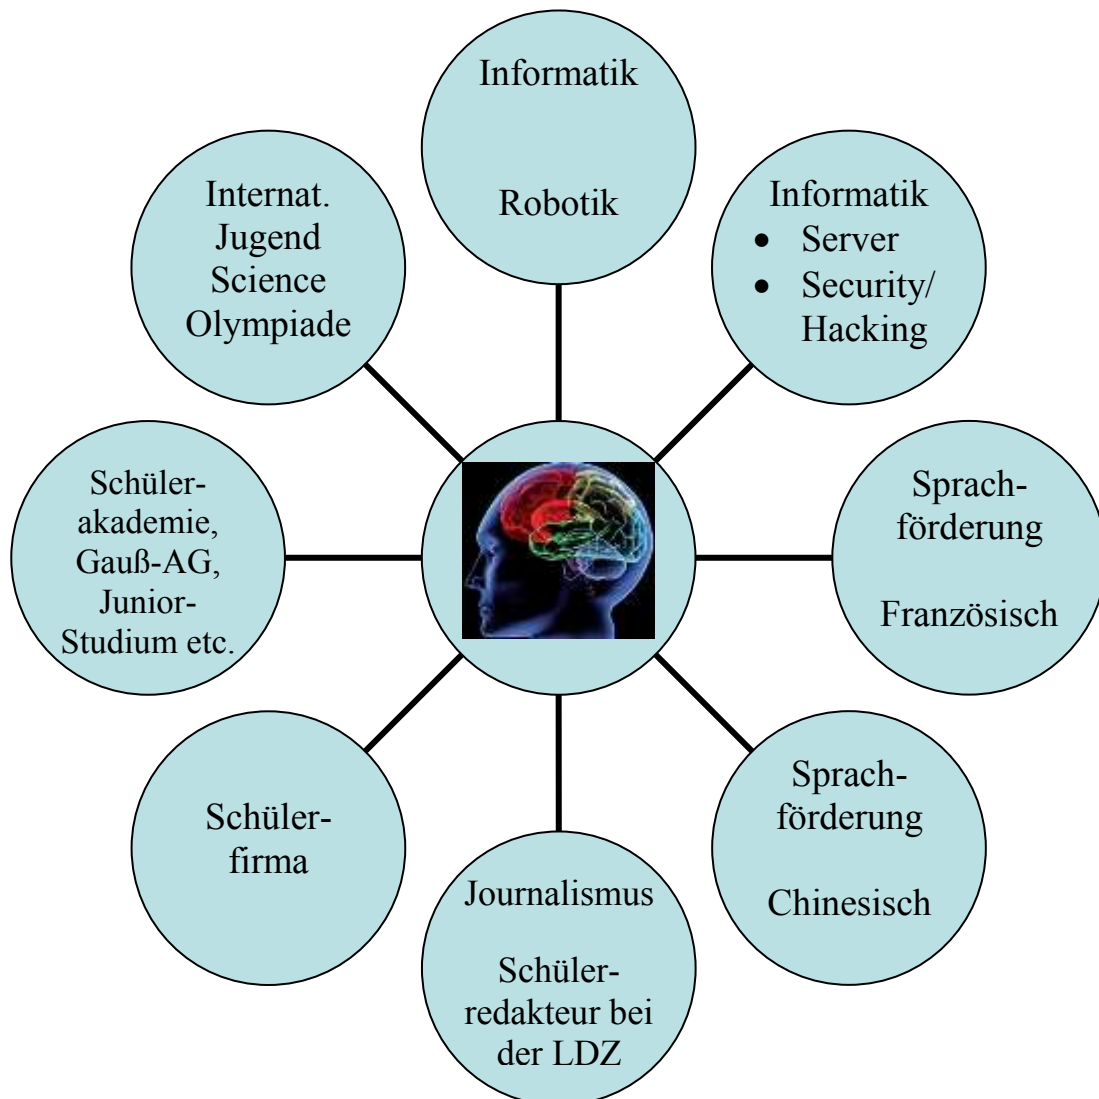 Informatik
Robotik
Informatik
• Server
• Security/
Hacking
Sprach-
förderung
Französisch
Sprach-
förderung
Chinesisch
Journalismus
Schüler-
redakteur bei
der LDZ
Schüler-
firma
Schüler-
akademie,
Gauß-AG,
Junior-
Studium etc.
Internat.
Jugend
Science
Olympiade